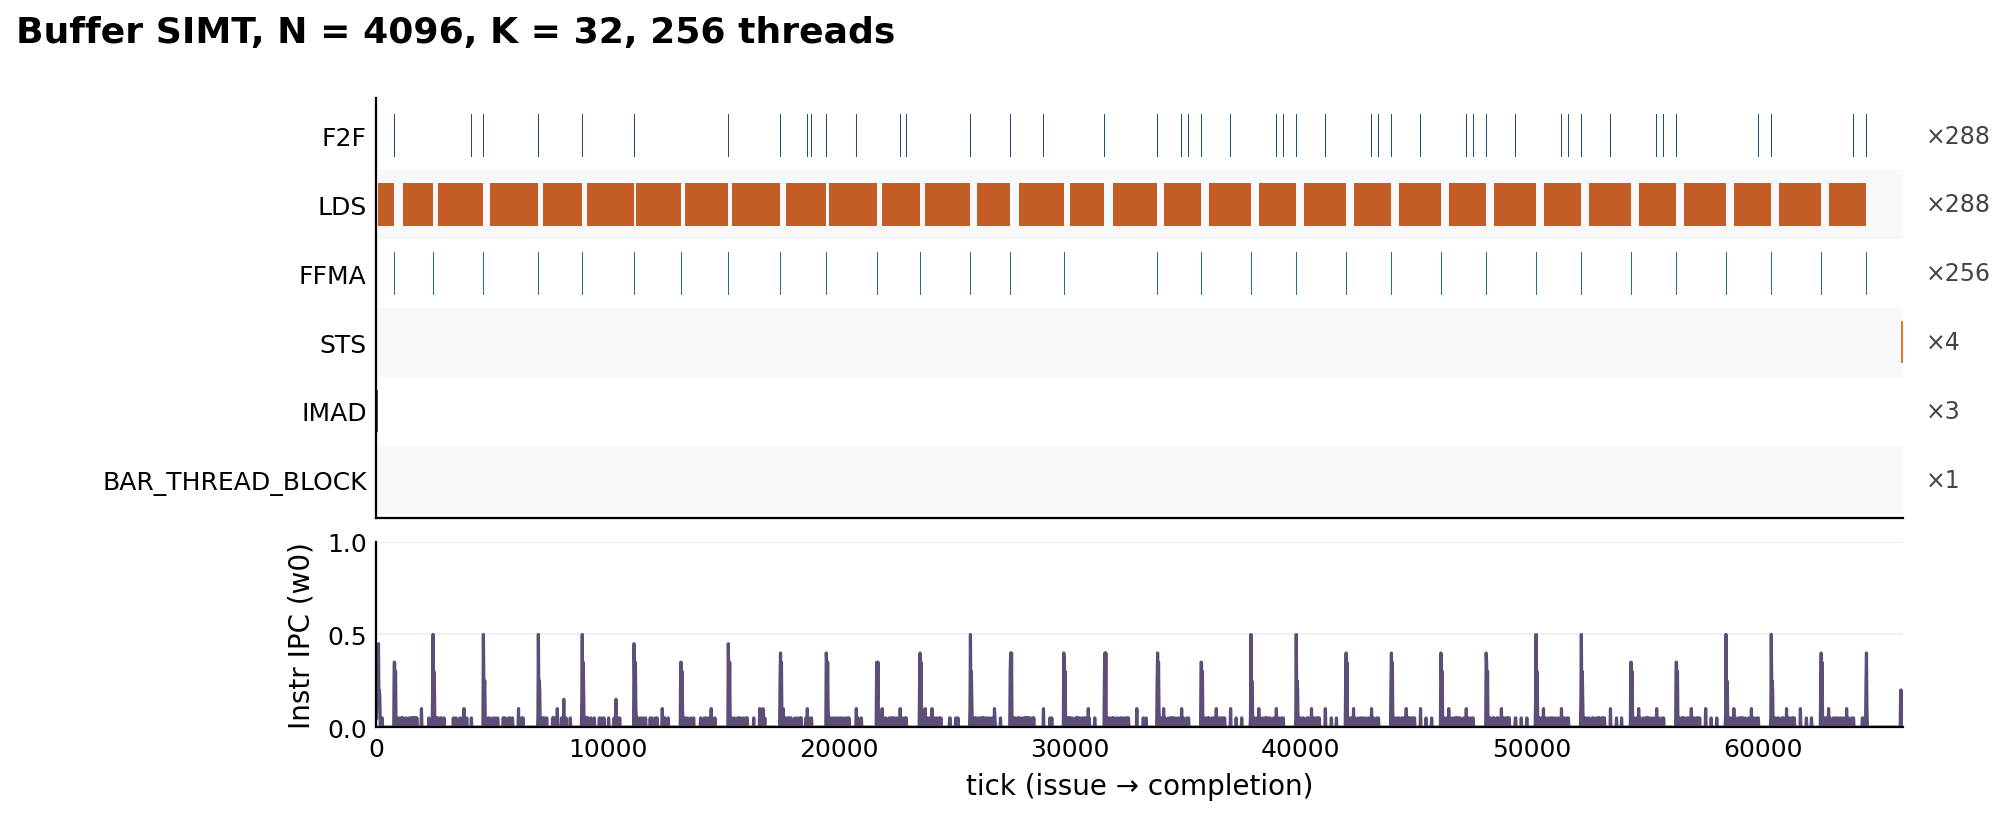 Buffer SIMT, N = 4096, K = 32, 256 threads
F2F
×288
LDS
×288
FFMA
×256
STS
×4
IMAD
×3
BAR_THREAD_BLOCK
×1
Instr IPC (w0)
1.0
0.5
0.0
0 10000 20000 30000 40000 50000 60000
tick (issue → completion)